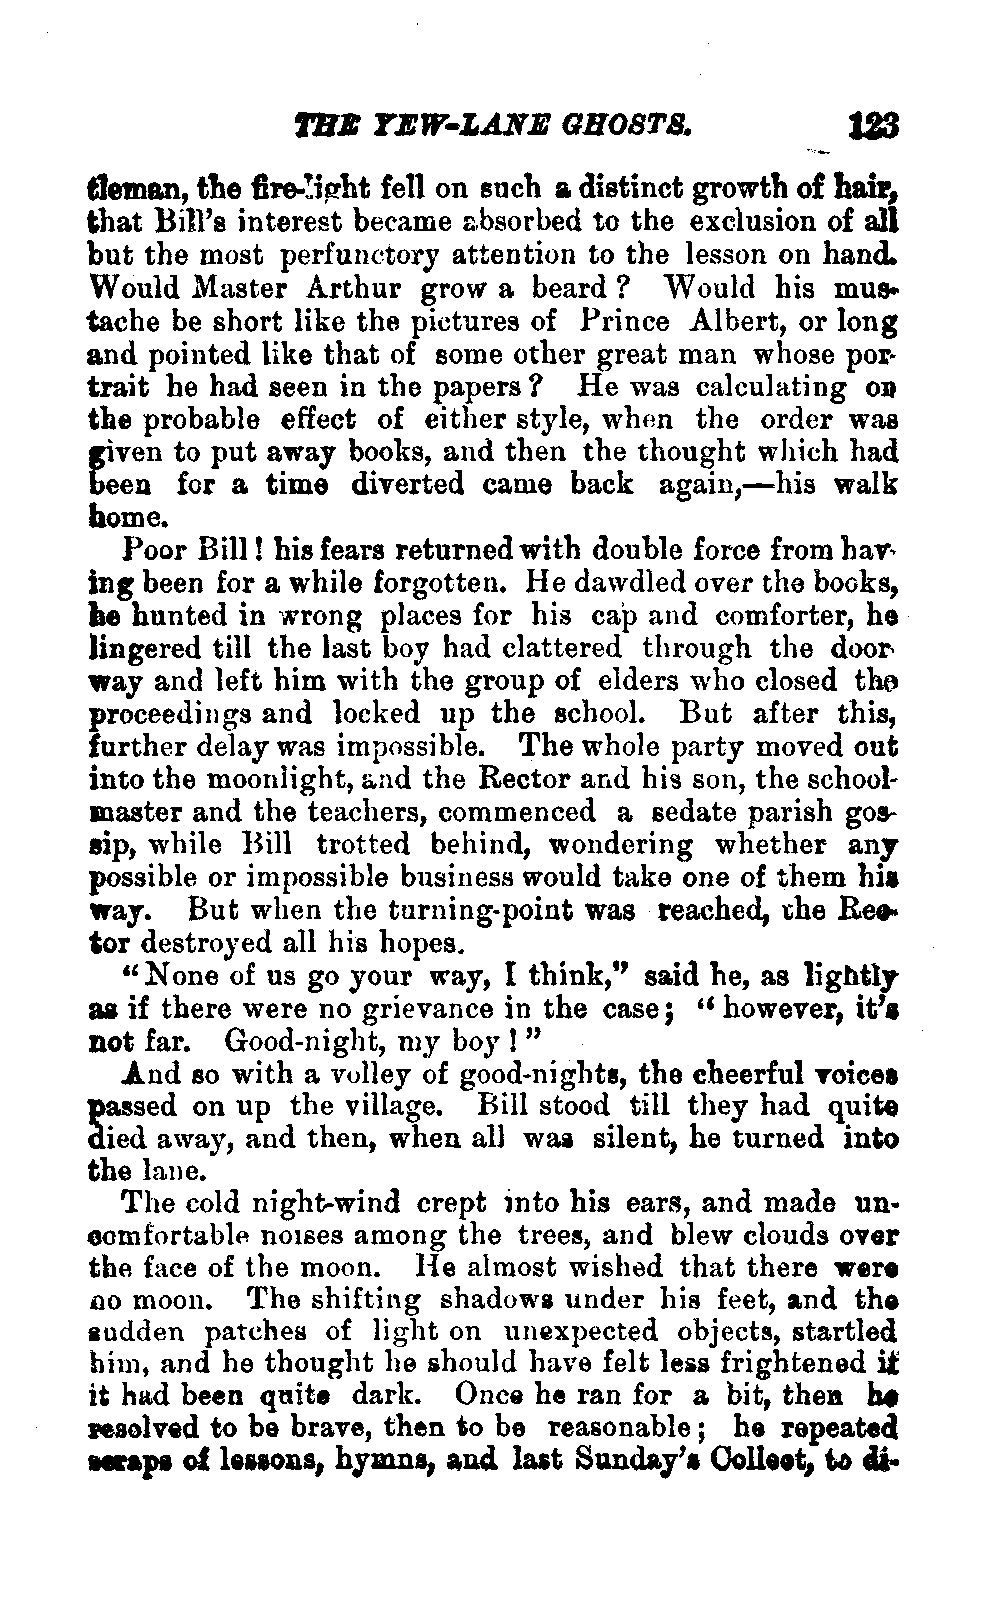 THE YEW-LANE GHOSTS. 123
tleman, the fire-light fell on such a distinct growth of hair,
that Bill's interest became absorbed to the exclusion of all
but the most perfunctory attention to the lesson on hand.
Would Master Arthur grow a beard? Would his mus-
tache be short like the pictures of Prince Albert, or long
and pointed like that of some other great man whose por-
trait he had seen in the papers? He was calculating on
the probable effect of either style, when the order was
given to put away books, and then the thought which had
been for a time diverted came back again,—his walk
home.
Poor Bill! his fears returned with double force from hav-
ing been for a while forgotten. He dawdled over the books,
he hunted in wrong places for his cap and comforter, he
lingered till the last boy had clattered through the door-
way and left him with the group of elders who closed the
proceedings and locked up the school. But after this,
further delay was impossible. The whole party moved out
into the moonlight, and the Rector and his son, the school-
master and the teachers, commenced a sedate parish gos-
sip, while Bill trotted behind, wondering whether any
possible or impossible business would take one of them his
way. But when the turning-point was reached, the Rec-
tor destroyed all his hopes.
"None of us go your way, I think," said he, as lightly
as if there were no grievance in the case; "however, it's
not far. Good-night, my boy!"
And so with a volley of good-nights, the cheerful voices
passed on up the village. Bill stood till they had quite
died away, and then, when all was silent, he turned into
the lane.
The cold night-wind crept into his ears, and made un-
comfortable noises among the trees, and blew clouds over
the face of the moon. He almost wished that there were
no moon. The shifting shadows under his feet, and the
sudden patches of light on unexpected objects, startled
him, and he thought he should have felt less frightened if
it had been quite dark. Once he ran for a bit, then he
resolved to be brave, then to be reasonable; he repeated
scraps of lessons, hymns, and last Sunday's Collect, to di-